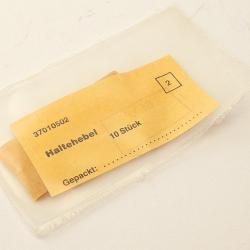 37010502
2
Haltehebel
10 Stück
Gepackt: ....................